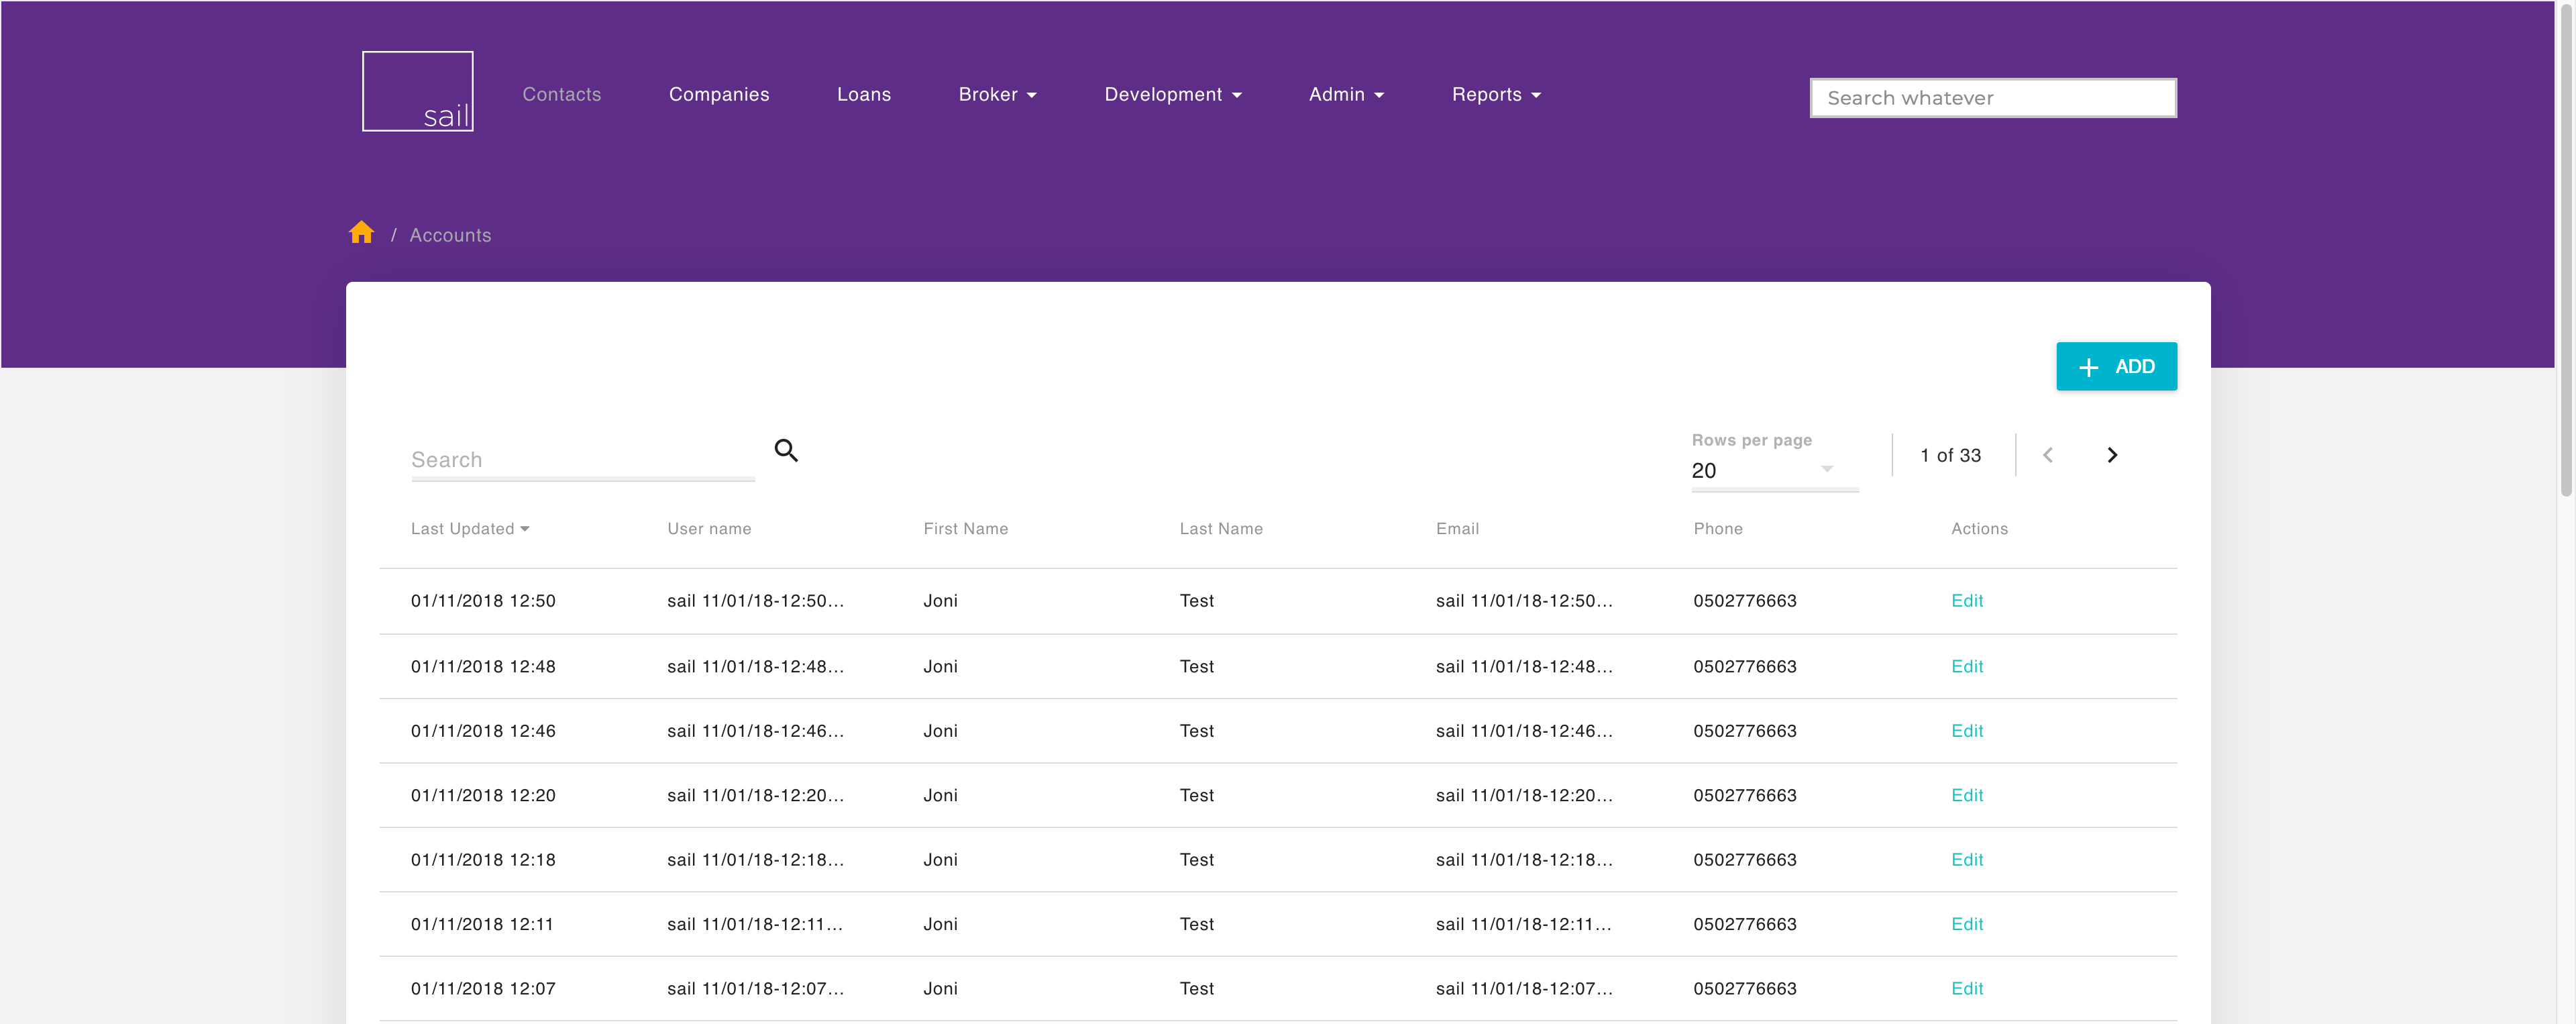 sail
Contacts Companies Loans Broker Development Admin Reports
Search whatever
/ Accounts
+ ADD
Search
Rows per page
20
1 of 33
Last Updated User name First Name Last Name Email Phone Actions
01/11/2018 12:50 sail 11/01/18-12:50... Joni Test sail 11/01/18-12:50... 0502776663 Edit
01/11/2018 12:48 sail 11/01/18-12:48... Joni Test sail 11/01/18-12:48... 0502776663 Edit
01/11/2018 12:46 sail 11/01/18-12:46... Joni Test sail 11/01/18-12:46... 0502776663 Edit
01/11/2018 12:20 sail 11/01/18-12:20... Joni Test sail 11/01/18-12:20... 0502776663 Edit
01/11/2018 12:18 sail 11/01/18-12:18... Joni Test sail 11/01/18-12:18... 0502776663 Edit
01/11/2018 12:11 sail 11/01/18-12:11... Joni Test sail 11/01/18-12:11... 0502776663 Edit
01/11/2018 12:07 sail 11/01/18-12:07... Joni Test sail 11/01/18-12:07... 0502776663 Edit